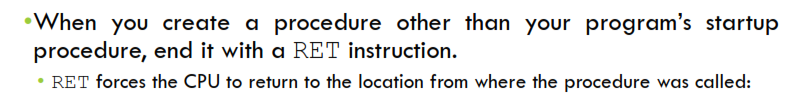 •When you create a procedure other than your program’s startup
procedure, end it with a RET instruction.
• RET forces the CPU to return to the location from where the procedure was called: